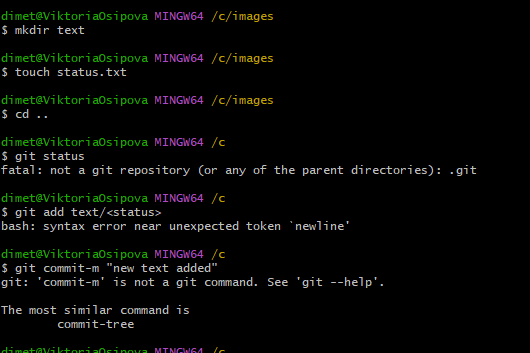 dimet@ViktoriaOsipova MINGW64 /c/images
$ mkdir text
dimet@ViktoriaOsipova MINGW64 /c/images
$ touch status.txt
dimet@ViktoriaOsipova MINGW64 /c/images
$ cd ..
dimet@ViktoriaOsipova MINGW64 /c
$ git status
fatal: not a git repository (or any of the parent directories): .git
dimet@ViktoriaOsipova MINGW64 /c
$ git add text/<status>
bash: syntax error near unexpected token `newline'
dimet@ViktoriaOsipova MINGW64 /c
$ git commit-m "new text added"
git: 'commit-m' is not a git command. See 'git --help'.
The most similar command is
commit-tree
dimet@ViktoriaOsipova MINGW64 /c